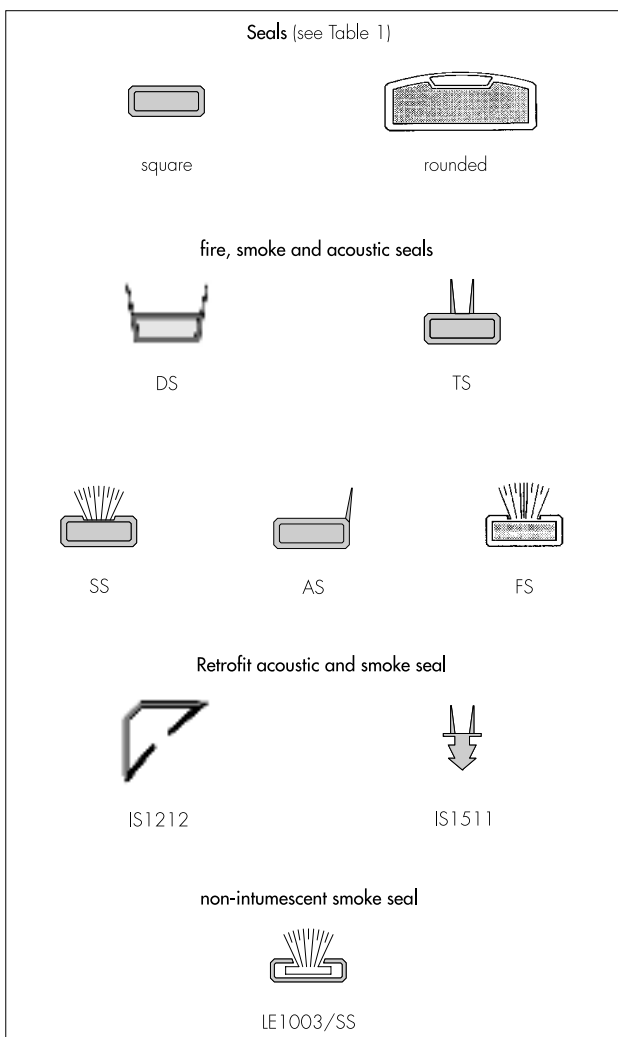 Seals (see Table 1)
square rounded
fire, smoke and acoustic seals
DS TS
SS AS FS
Retrofit acoustic and smoke seal
IS1212 IS1511
non-intumescent smoke seal
LE1003/SS